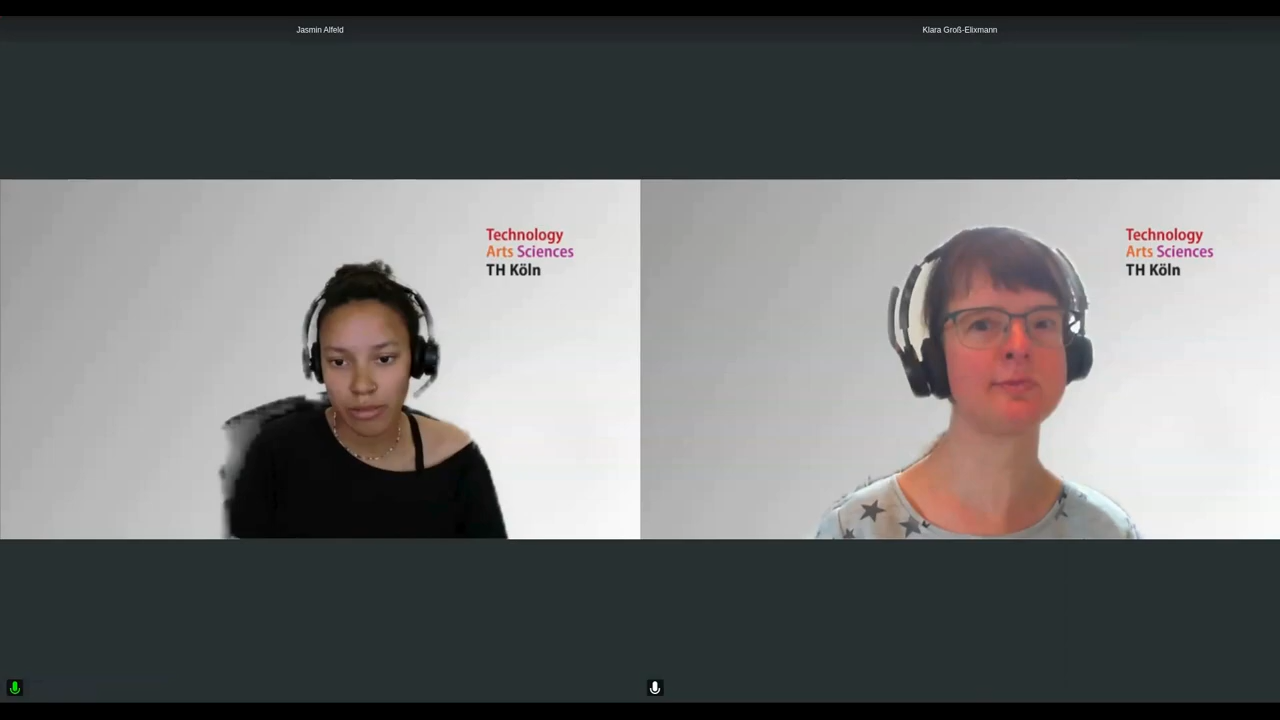 Jasmin Alfeld
Klara Groß-Elixmann
Technology
Arts Sciences
TH Köln
Technology
Arts Sciences
TH Köln